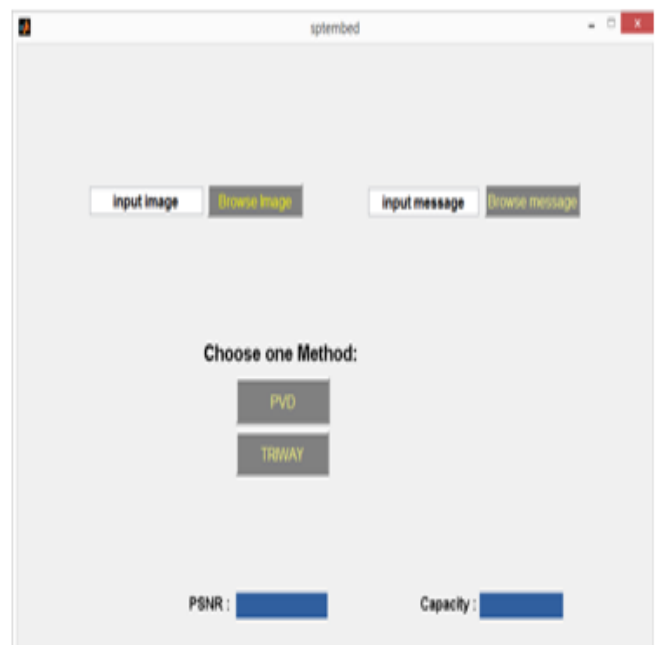 sptembed
input image Browse Image input message Browse message
Choose one Method:
PVD
TRIWAY
PSNR : Capacity :